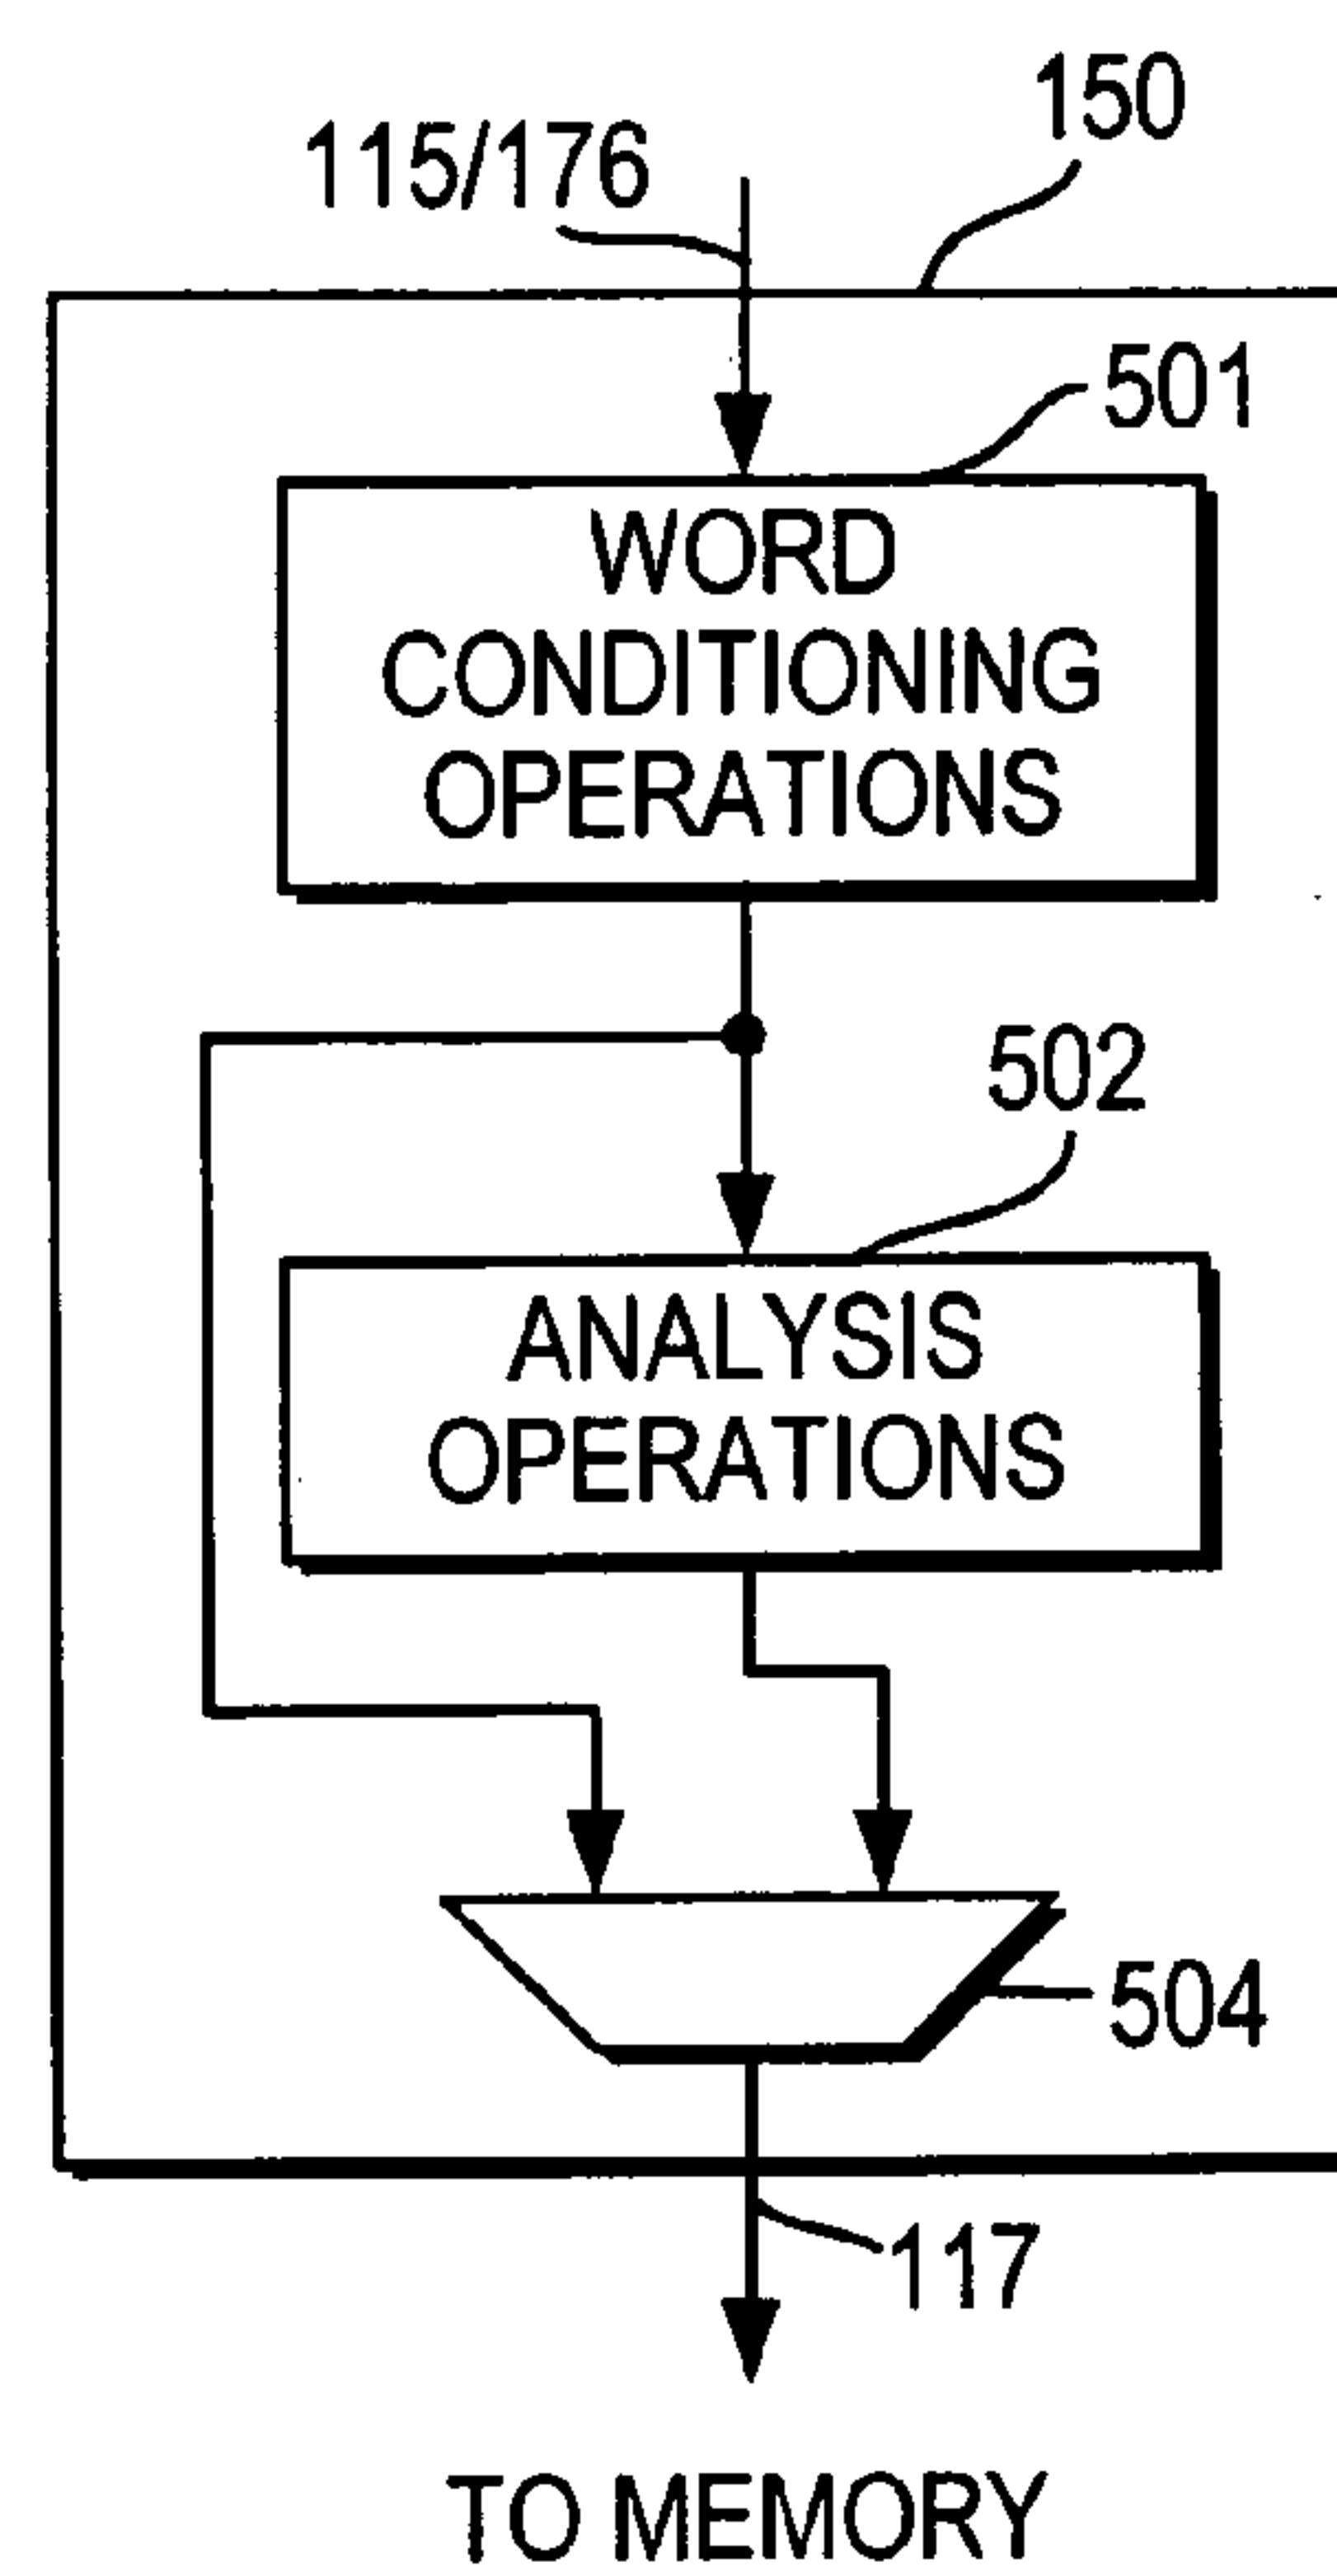 150
115/176
501
WORD
CONDITIONING
OPERATIONS
502
ANALYSIS
OPERATIONS
504
117
TO MEMORY